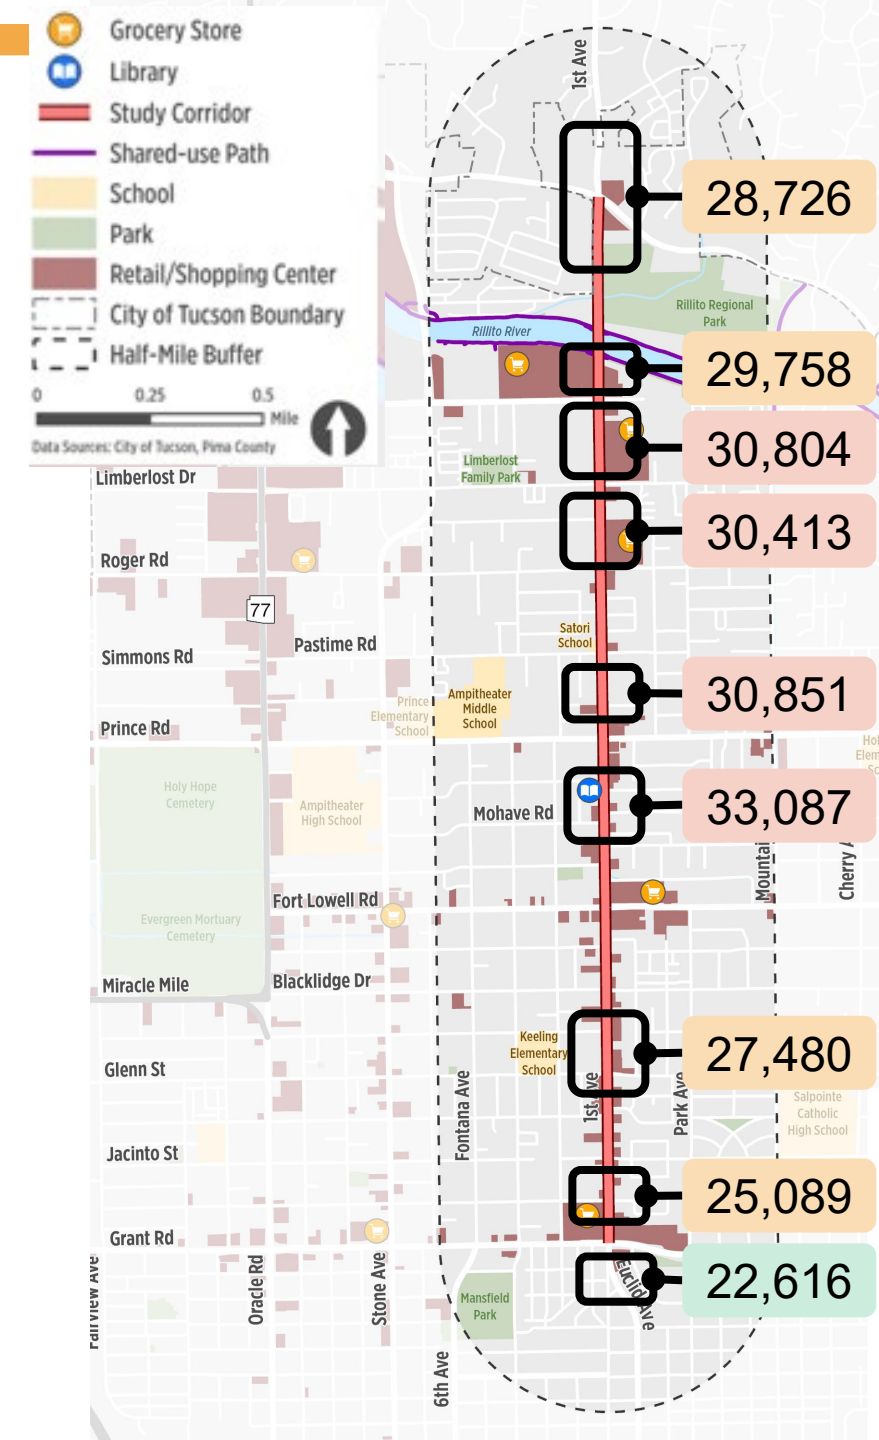 Grocery Store
Library
Study Corridor
Shared-use Path
School
Park
Retail/Shopping Center
City of Tucson Boundary
Half-Mile Buffer
0 0.25 0.5
Mile
Data Sources: City of Tucson, Pima County
1st Ave
28,726
Rillito Regional
Park
Rillito River
29,758
30,804
Limberlost
Family Park
Limberlost Dr
30,413
Roger Rd
77
Satori
School
Pastime Rd
Simmons Rd
30,851
Ampitheater
Middle
School
Prince
Elementary
School
Prince Rd
Holy Hope
Cemetery
Ampitheater
High School
Mohave Rd
33,087
Mountai
Cherry A
Fort Lowell Rd
Evergreen Mortuary
Cemetery
Miracle Mile
Blacklidge Dr
Keeling
Elementary
School
27,480
Glenn St
Fontana Ave
1st Ave
Park Ave
Salpointe
Catholic
High School
Jacinto St
25,089
Grant Rd
22,616
Fairview Ave
Oracle Rd
Stone Ave
Mansfield
Park
Euclid Ave
6th Ave